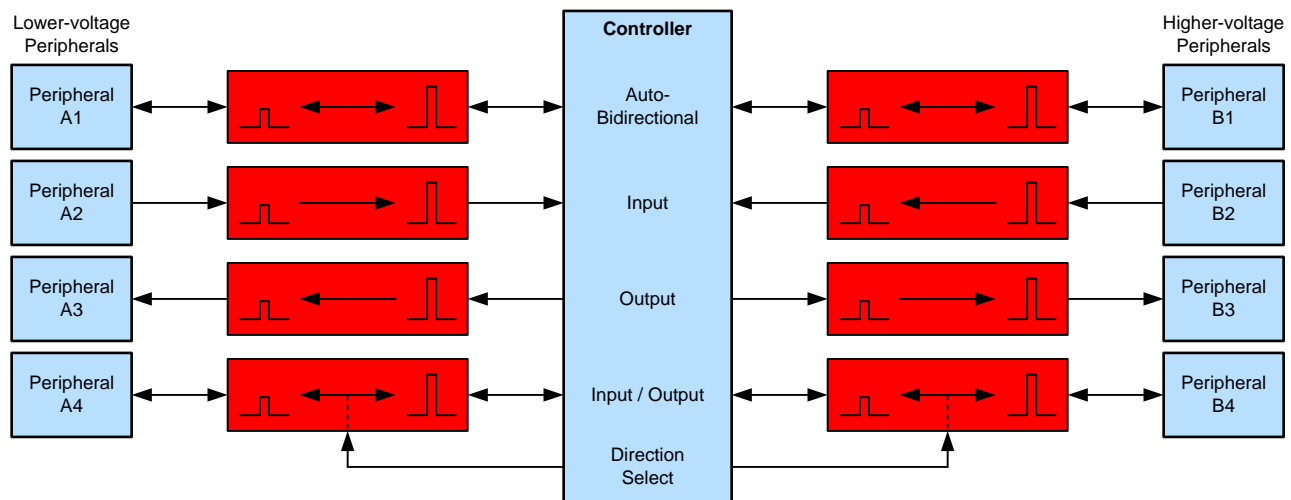 Lower-voltage
Peripherals
Controller
Higher-voltage
Peripherals
Peripheral
A1
Auto-
Bidirectional
Peripheral
B1
Peripheral
A2
Input
Peripheral
B2
Peripheral
A3
Output
Peripheral
B3
Peripheral
A4
Input / Output
Peripheral
B4
Direction
Select